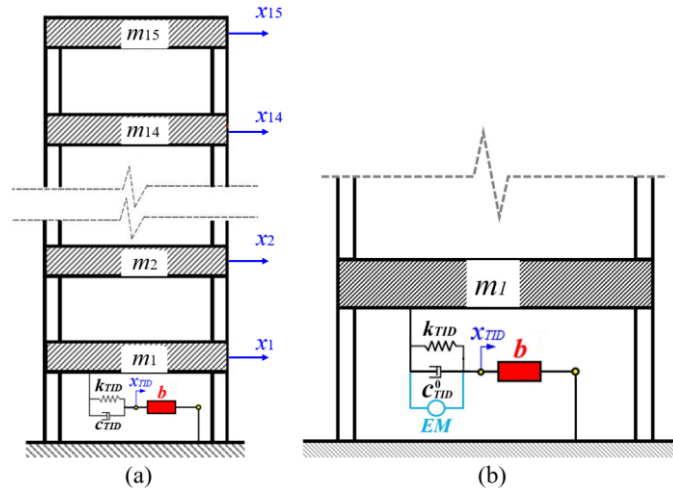 x15
m15
x14
m14
x2
m2
x1
m1
kTID
xTID
b
cTID
(a)
m1
kTID
xTID
b
c0TID
EM
(b)